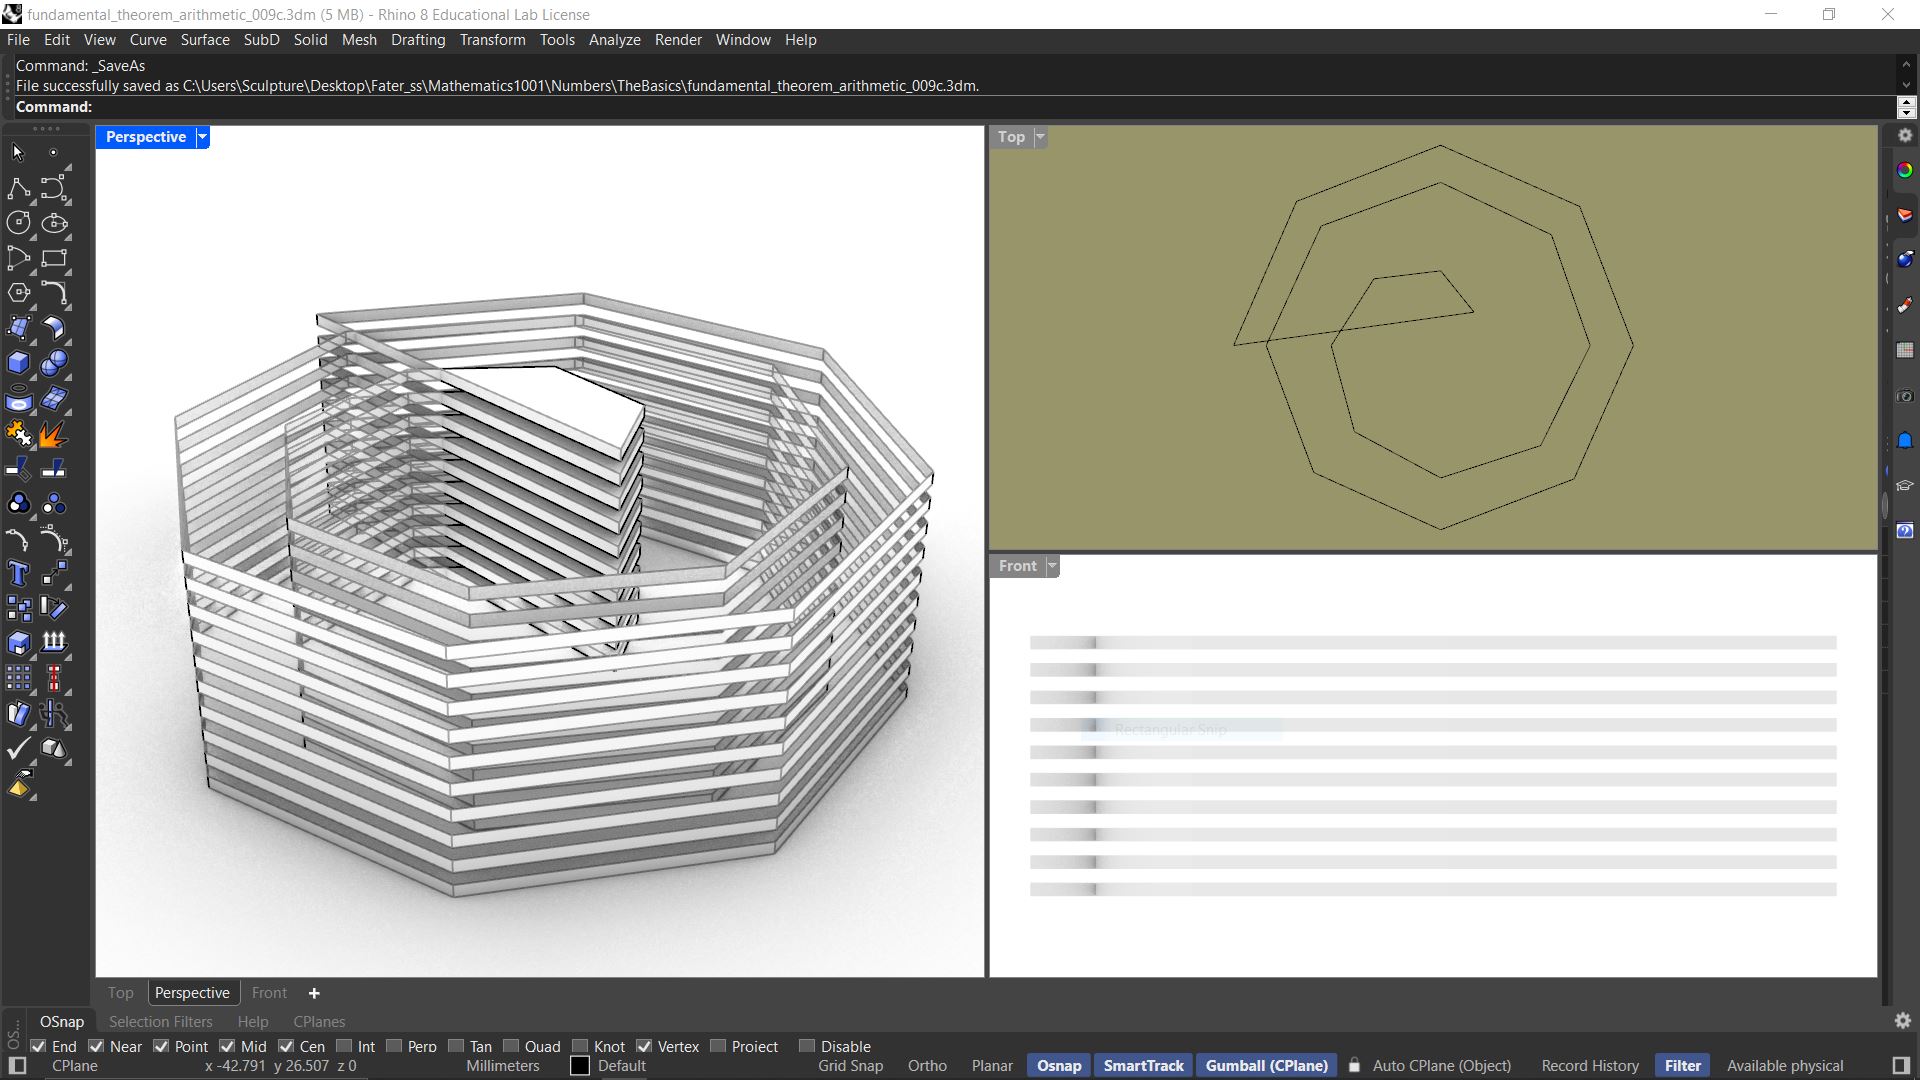 fundamental_theorem_arithmetic_009c.3dm (5 MB) - Rhino 8 Educational Lab License
File Edit View Curve Surface SubD Solid Mesh Drafting Transform Tools Analyze Render Window Help
Command: _SaveAs
File successfully saved as C:\Users\Sculpture\Desktop\Fater_ss\Mathematics1001\Numbers\TheBasics\fundamental_theorem_arithmetic_009c.3dm.
Command:
Perspective
Top
Front
Rectangular Snip
Top Perspective Front +
OS...
OSnap Selection Filters Help CPlanes
End Near Point Mid Cen Int Perp Tan Quad Knot Vertex Project Disable
CPlane x -42.791 y 26.507 z 0 Millimeters Default Grid Snap Ortho Planar Osnap SmartTrack Gumball (CPlane) Auto CPlane (Object) Record History Filter Available physical